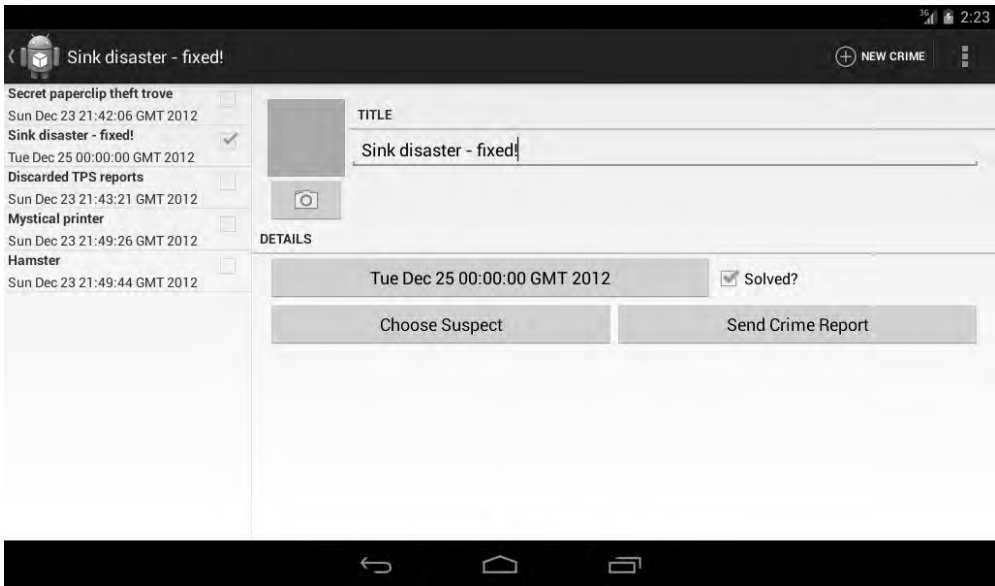 36 2:23
Sink disaster - fixed!
NEW CRIME
Secret paperclip theft trove
Sun Dec 23 21:42:06 GMT 2012
Sink disaster - fixed!
Tue Dec 25 00:00:00 GMT 2012
Discarded TPS reports
Sun Dec 23 21:43:21 GMT 2012
Mystical printer
Sun Dec 23 21:49:26 GMT 2012
Hamster
Sun Dec 23 21:49:44 GMT 2012
TITLE
Sink disaster - fixed!
DETAILS
Tue Dec 25 00:00:00 GMT 2012
Solved?
Choose Suspect
Send Crime Report